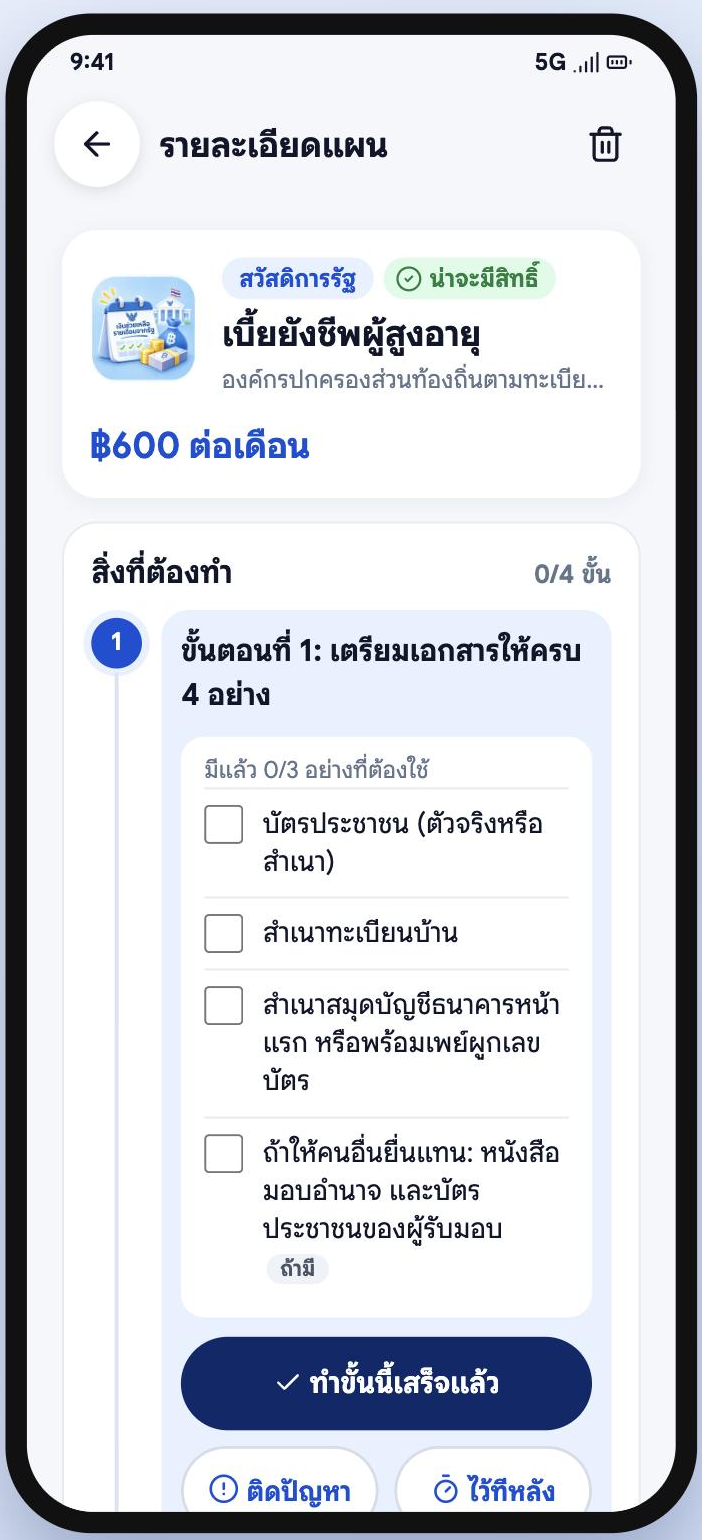 9:41
5G
รายละเอียดแผน
สวัสดิการรัฐ
น่าจะมีสิทธิ์
เบี้ยยังชีพผู้สูงอายุ
องค์กรปกครองส่วนท้องถิ่นตามทะเบีย...
฿600 ต่อเดือน
สิ่งที่ต้องทำ
0/4 ขั้น
1
ขั้นตอนที่ 1: เตรียมเอกสารให้ครบ
4 อย่าง
มีแล้ว 0/3 อย่างที่ต้องใช้
บัตรประชาชน (ตัวจริงหรือ
สำเนา)
สำเนาทะเบียนบ้าน
สำเนาสมุดบัญชีธนาคารหน้า
แรก หรือพร้อมเพย์ผูกเลข
บัตร
ถ้าให้คนอื่นยื่นแทน: หนังสือ
มอบอำนาจ และบัตร
ประชาชนของผู้รับมอบ
ถ้ามี
ทำขั้นนี้เสร็จแล้ว
ติดปัญหา
ไว้ทีหลัง